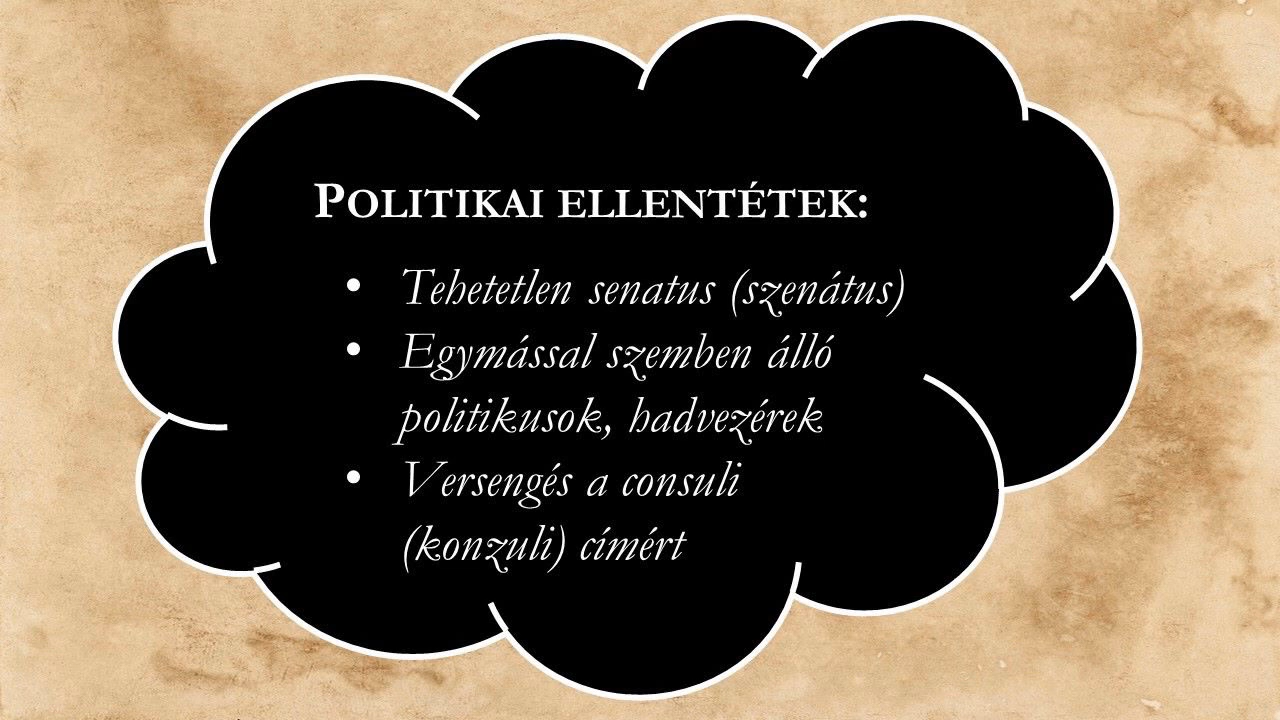 POLITIKAI ELLENTÉTEK:
• Tehetetlen senatus (szenátus)
• Egymással szemben álló
politikusok, hadvezérek
• Versengés a consuli
(konzuli) címért